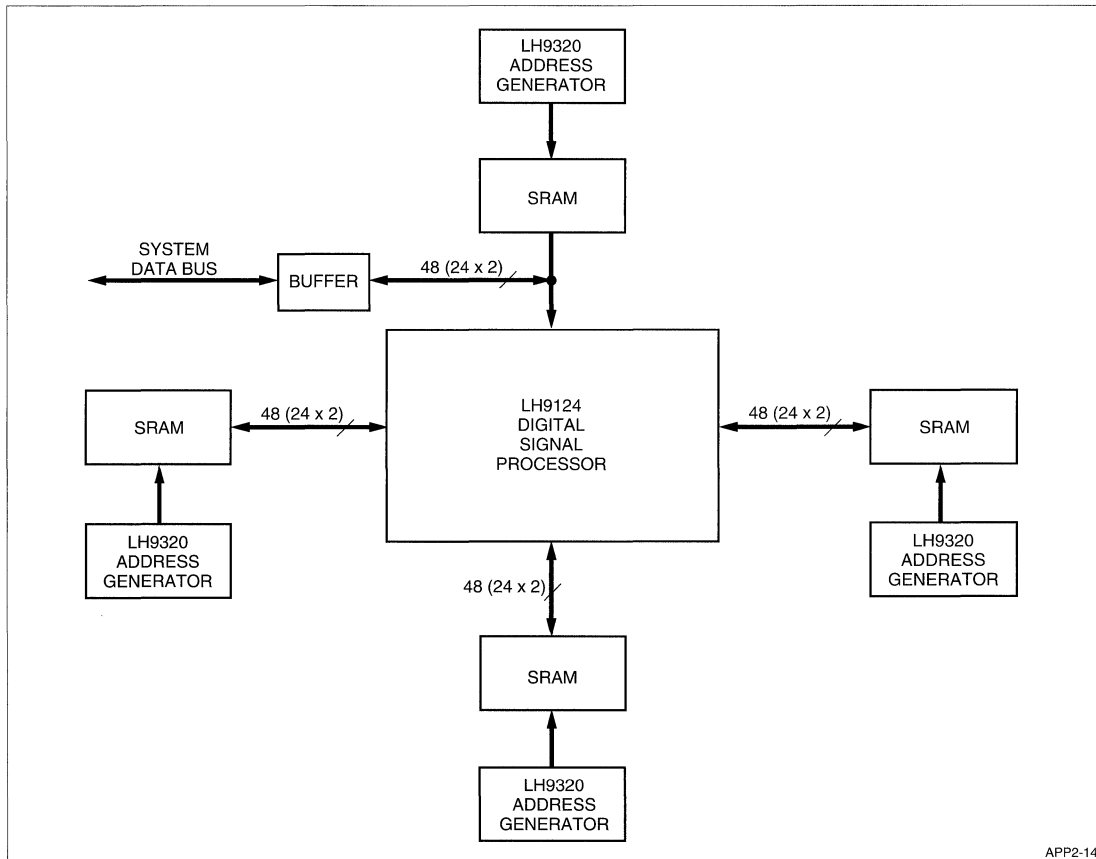 LH9320
ADDRESS
GENERATOR
SRAM
SYSTEM
DATA BUS
BUFFER
48 (24 x 2)
LH9124
DIGITAL
SIGNAL
PROCESSOR
SRAM
48 (24 x 2)
48 (24 x 2)
SRAM
LH9320
ADDRESS
GENERATOR
LH9320
ADDRESS
GENERATOR
48 (24 x 2)
SRAM
LH9320
ADDRESS
GENERATOR
APP2-14